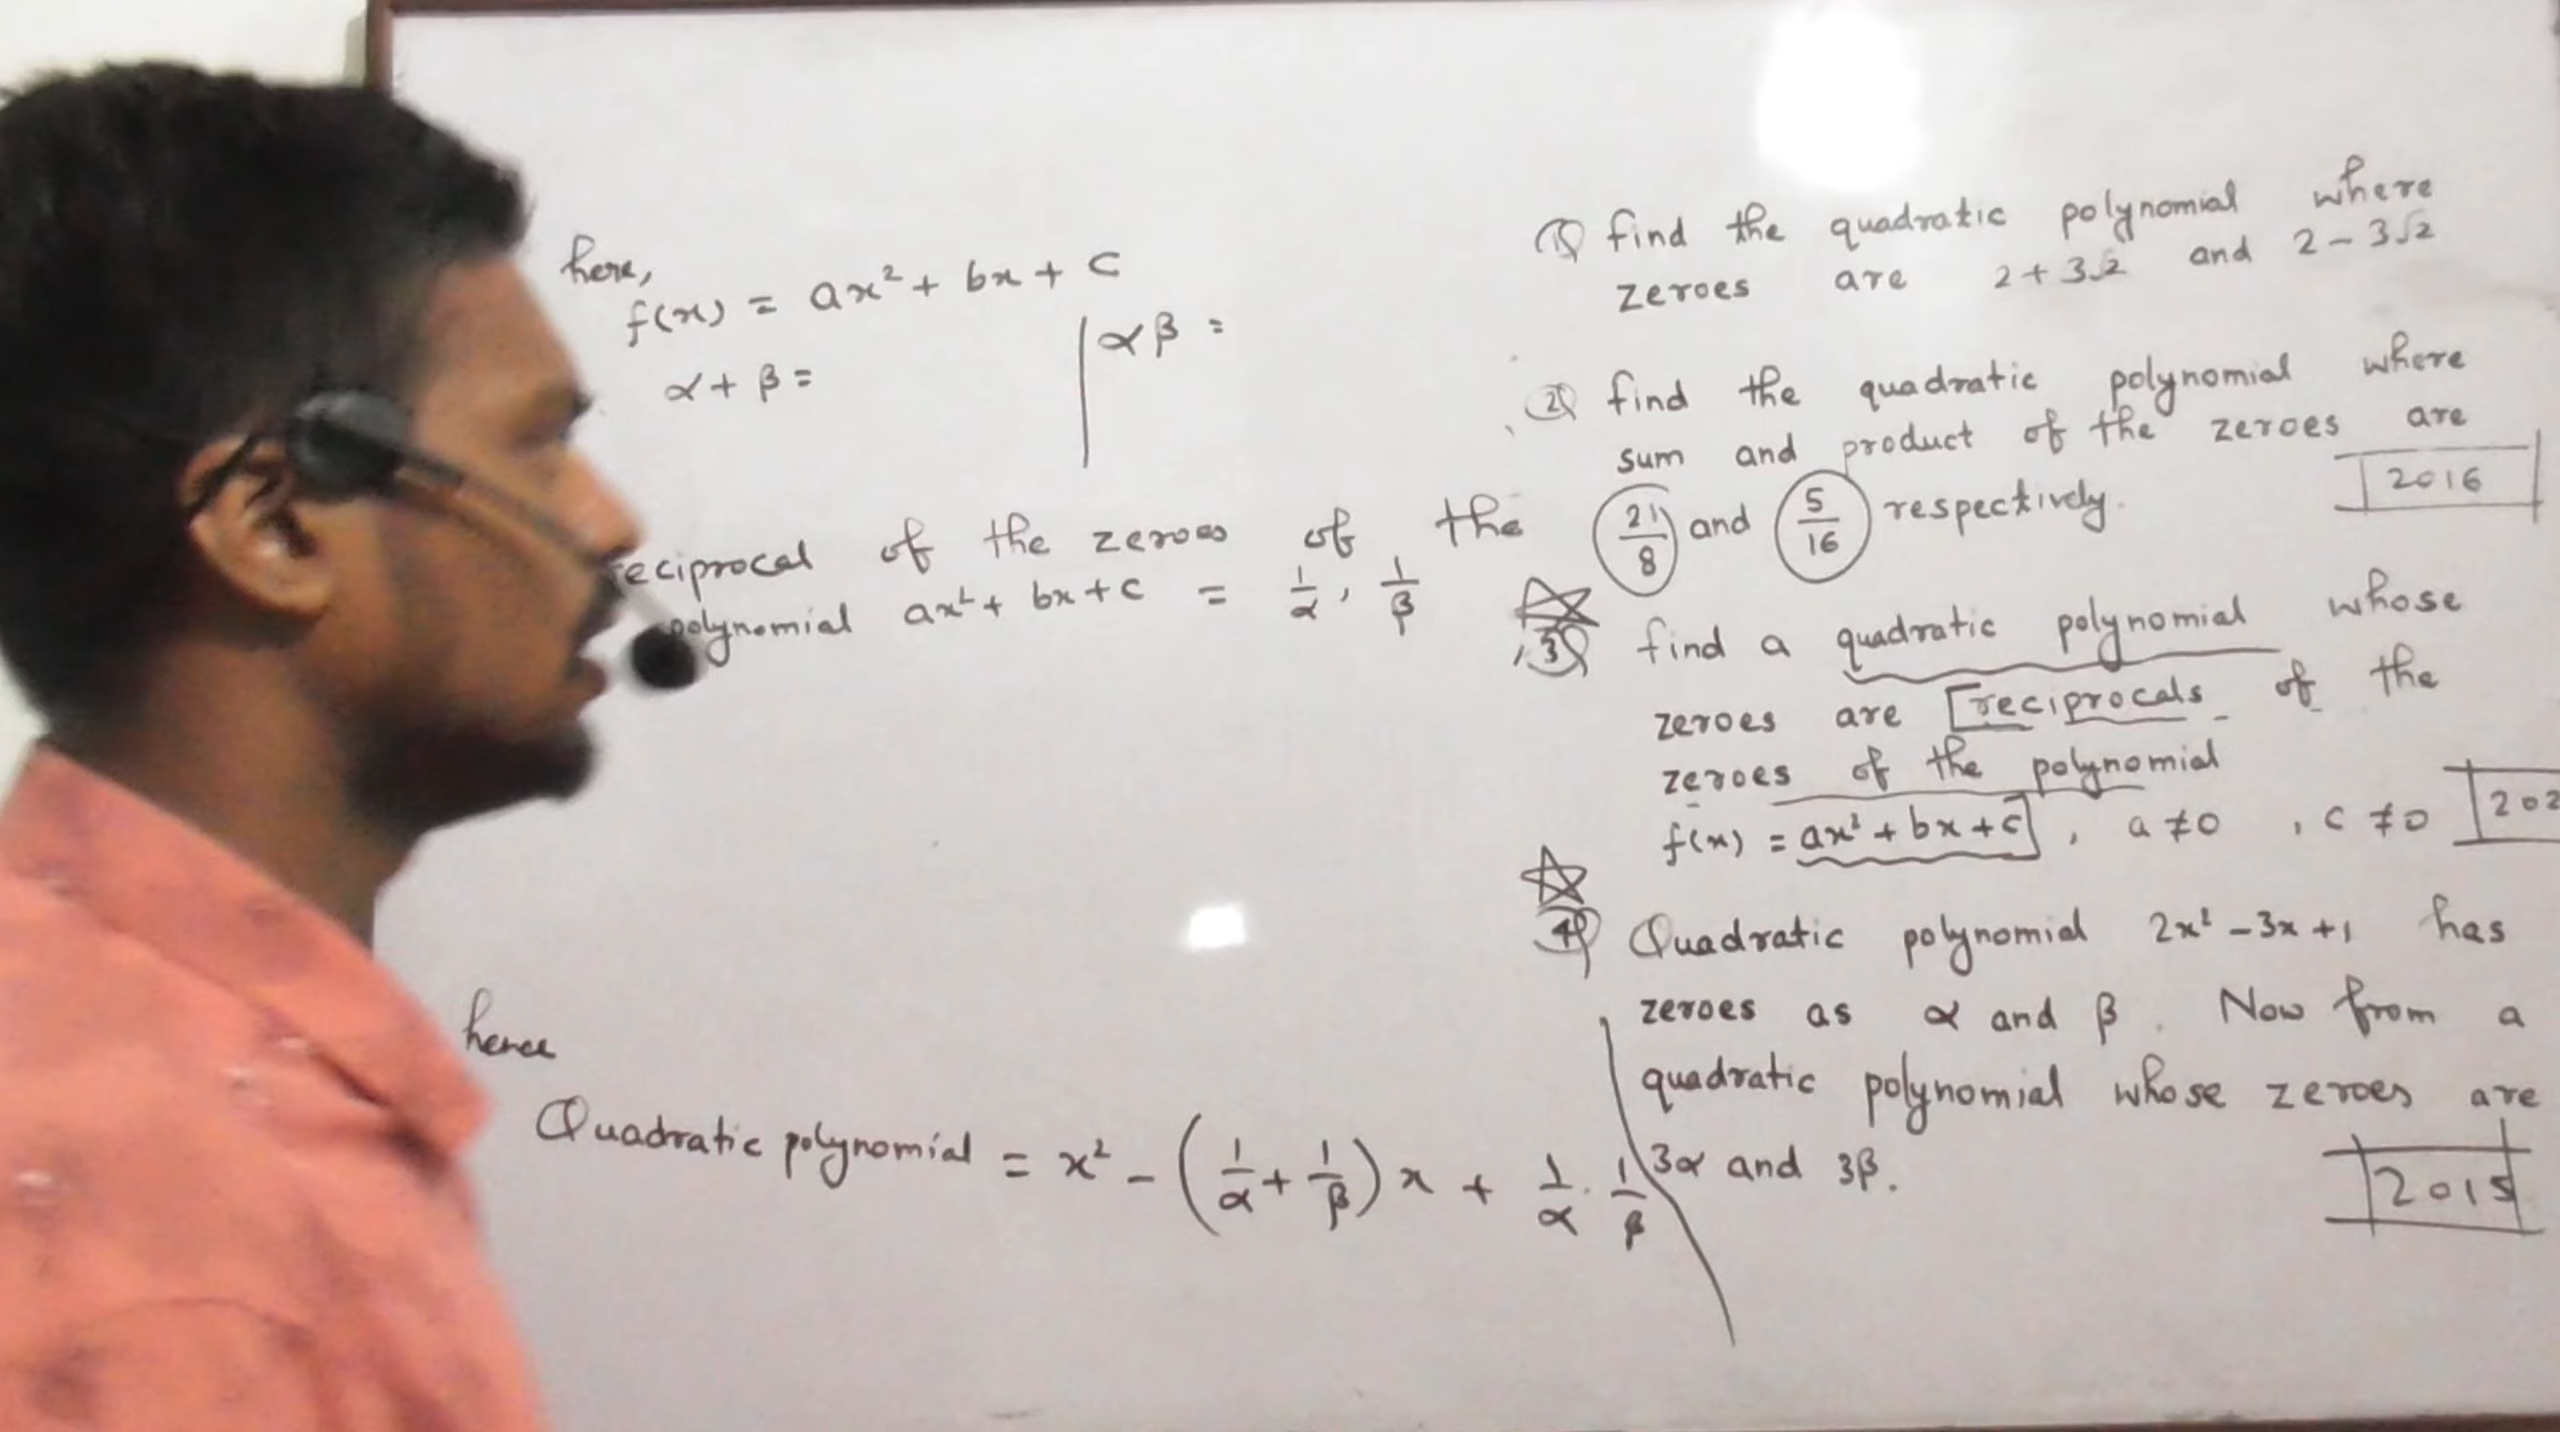 here,
f(x) = ax² + bx + c
α + β =
αβ =
reciprocal of the zeroes of the
polynomial ax² + bx + c = 1/α, 1/β
hence
Quadratic polynomial = x² - (1/α + 1/β) x + 1/α . 1/β
(1) find the quadratic polynomial where
zeroes are 2 + 3√2 and 2 - 3√2
(2) find the quadratic polynomial where
sum and product of the zeroes are
21/8 and 5/16 respectively.
2016
(3) find a quadratic polynomial whose
zeroes are reciprocals of the
zeroes of the polynomial
f(x) = ax² + bx + c, a ≠ 0, c ≠ 0
(4) Quadratic polynomial 2x² - 3x + 1 has
zeroes as α and β. Now from a
quadratic polynomial whose zeroes are
3α and 3β.
2015